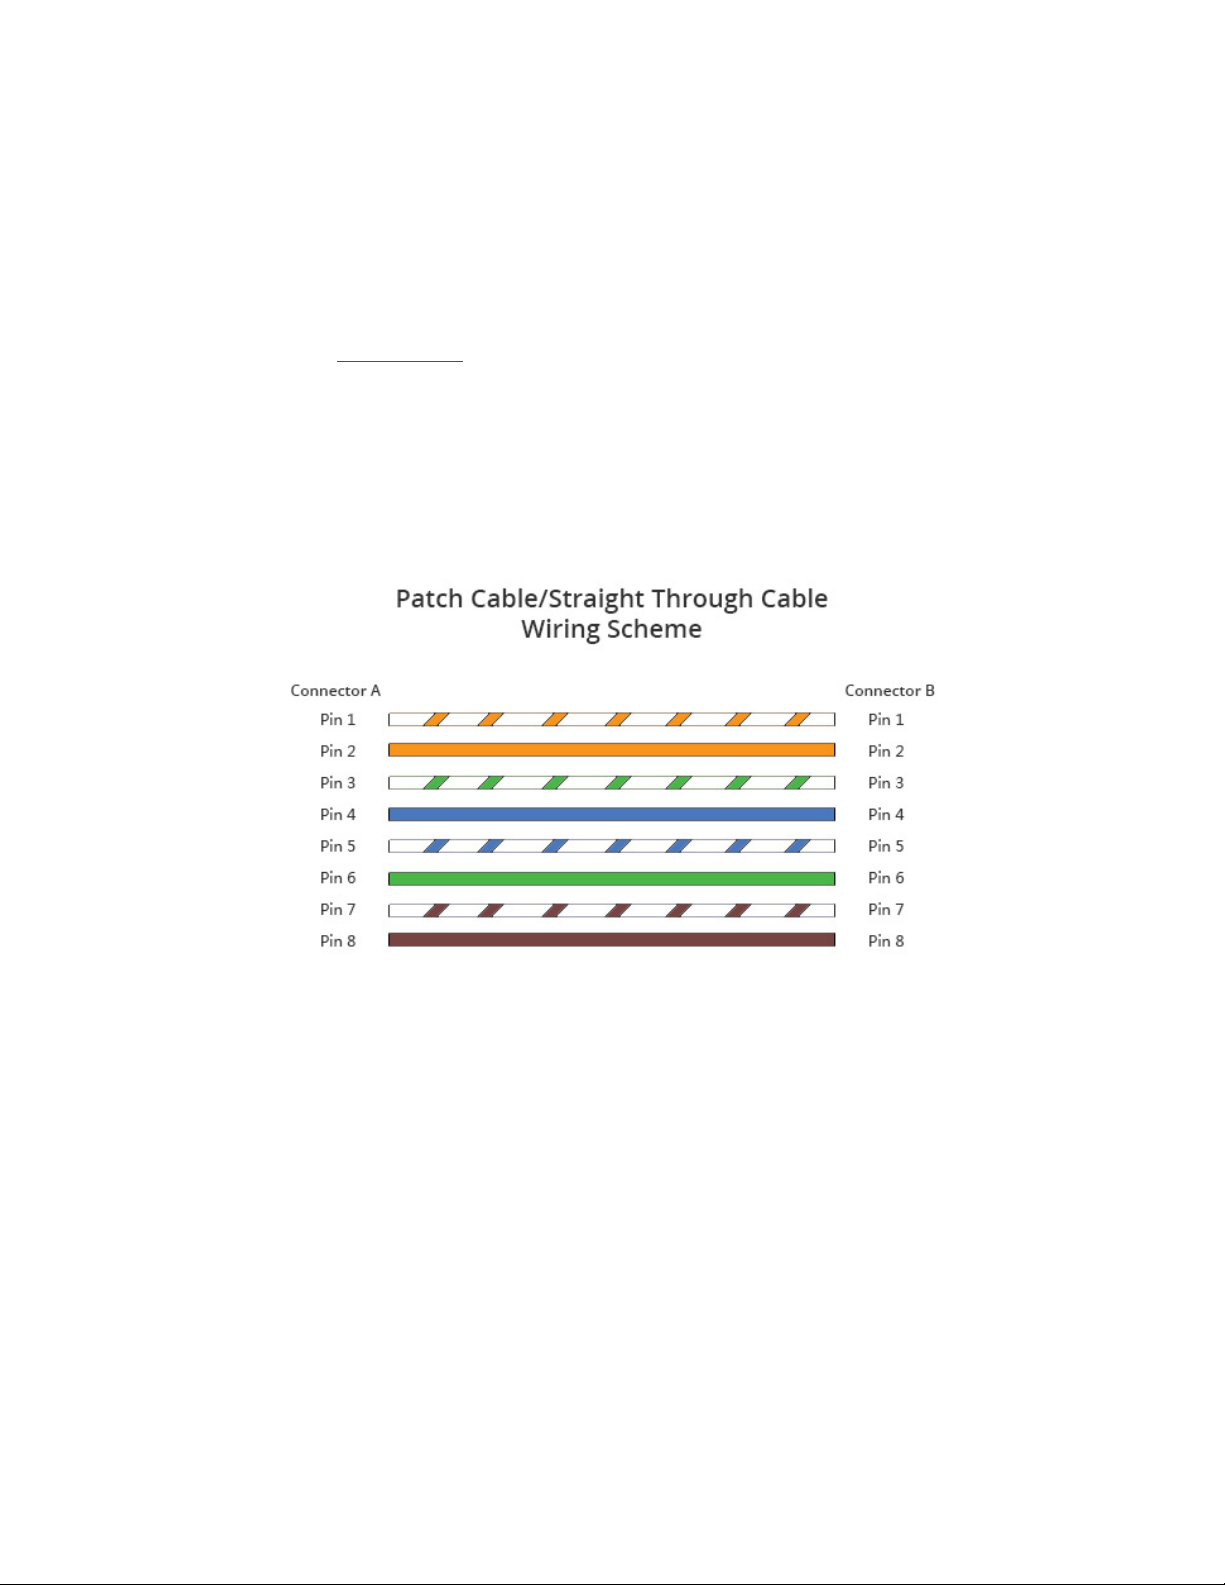 Patch Cable/Straight Through Cable
Wiring Scheme
Connector A Connector B
Pin 1 Pin 1
Pin 2 Pin 2
Pin 3 Pin 3
Pin 4 Pin 4
Pin 5 Pin 5
Pin 6 Pin 6
Pin 7 Pin 7
Pin 8 Pin 8